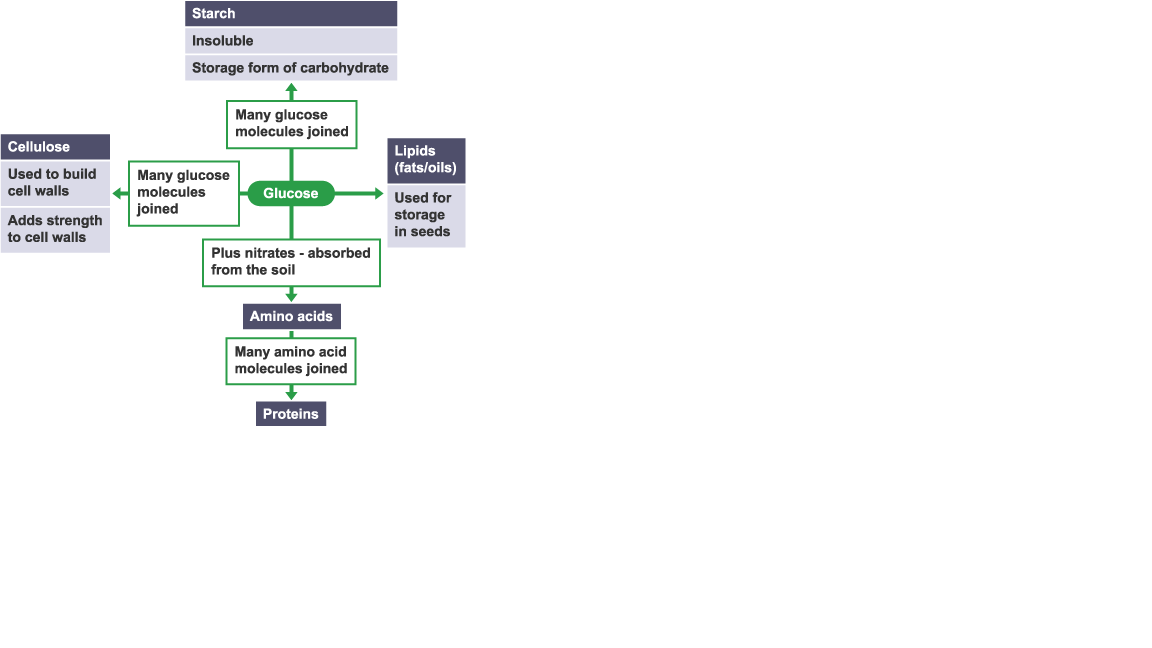 Starch
Insoluble
Storage form of carbohydrate
Many glucose
molecules joined
Cellulose
Used to build
cell walls
Adds strength
to cell walls
Many glucose
molecules
joined
Glucose
Lipids
(fats/oils)
Used for
storage
in seeds
Plus nitrates - absorbed
from the soil
Amino acids
Many amino acid
molecules joined
Proteins